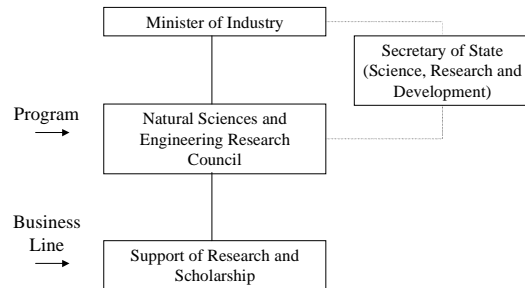 Minister of Industry
Secretary of State
(Science, Research and
Development)
Program
Natural Sciences and
Engineering Research
Council
Business
Line
Support of Research and
Scholarship